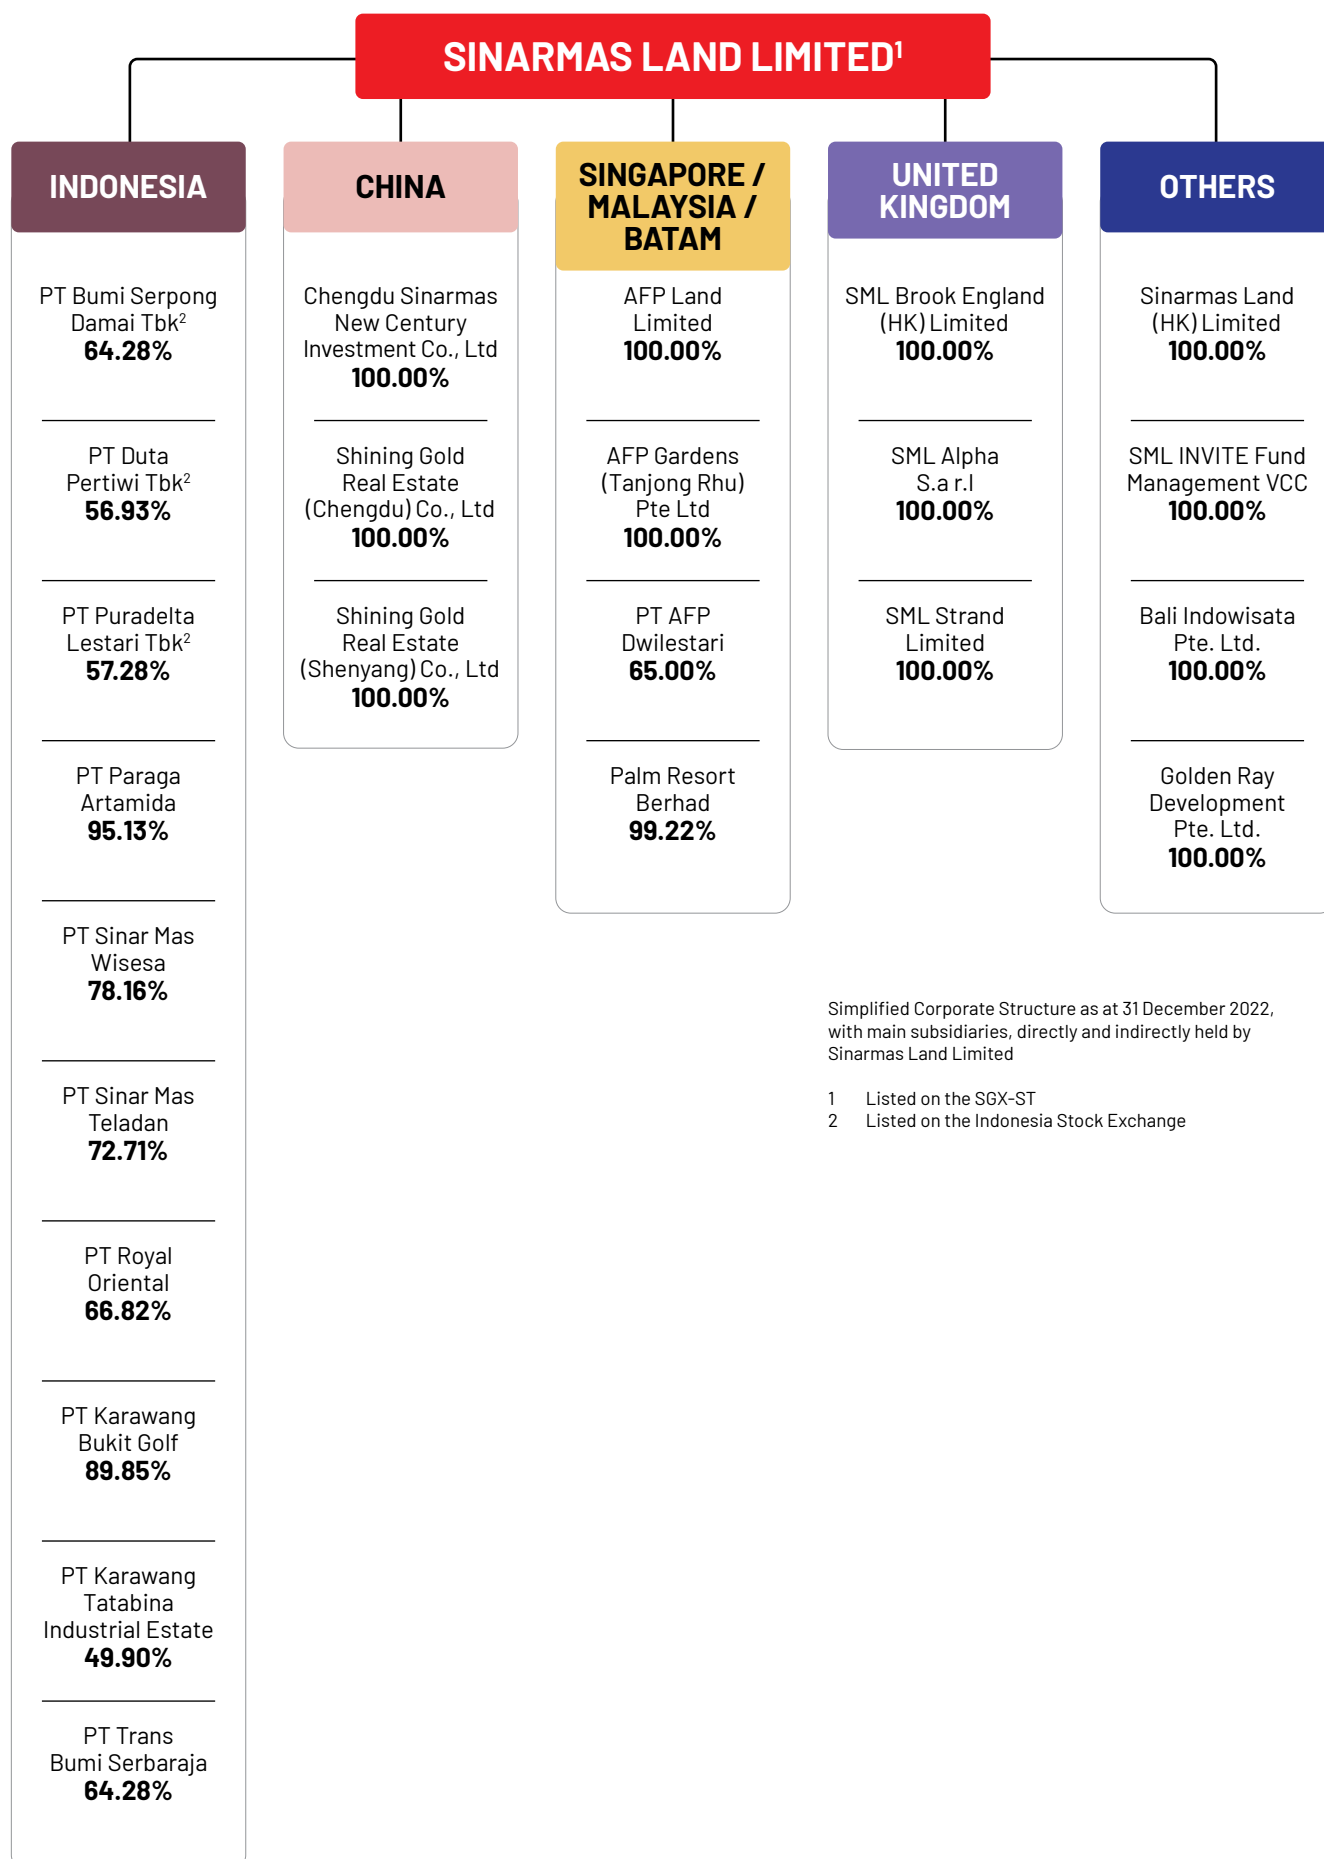 SINARMAS LAND LIMITED¹
INDONESIA
PT Bumi Serpong
Damai Tbk²
64.28%
PT Duta
Pertiwi Tbk²
56.93%
PT Puradelta
Lestari Tbk²
57.28%
PT Paraga
Artamida
95.13%
PT Sinar Mas
Wisesa
78.16%
PT Sinar Mas
Teladan
72.71%
PT Royal
Oriental
66.82%
PT Karawang
Bukit Golf
89.85%
PT Karawang
Tatabina
Industrial Estate
49.90%
PT Trans
Bumi Serbaraja
64.28%
CHINA
Chengdu Sinarmas
New Century
Investment Co., Ltd
100.00%
Shining Gold
Real Estate
(Chengdu) Co., Ltd
100.00%
Shining Gold
Real Estate
(Shenyang) Co., Ltd
100.00%
SINGAPORE /
MALAYSIA /
BATAM
AFP Land
Limited
100.00%
AFP Gardens
(Tanjong Rhu)
Pte Ltd
100.00%
PT AFP
Dwilestari
65.00%
Palm Resort
Berhad
99.22%
UNITED
KINGDOM
SML Brook England
(HK) Limited
100.00%
SML Alpha
S.a r.l
100.00%
SML Strand
Limited
100.00%
OTHERS
Sinarmas Land
(HK) Limited
100.00%
SML INVITE Fund
Management VCC
100.00%
Bali Indowisata
Pte. Ltd.
100.00%
Golden Ray
Development
Pte. Ltd.
100.00%
Simplified Corporate Structure as at 31 December 2022,
with main subsidiaries, directly and indirectly held by
Sinarmas Land Limited
1 Listed on the SGX-ST
2 Listed on the Indonesia Stock Exchange